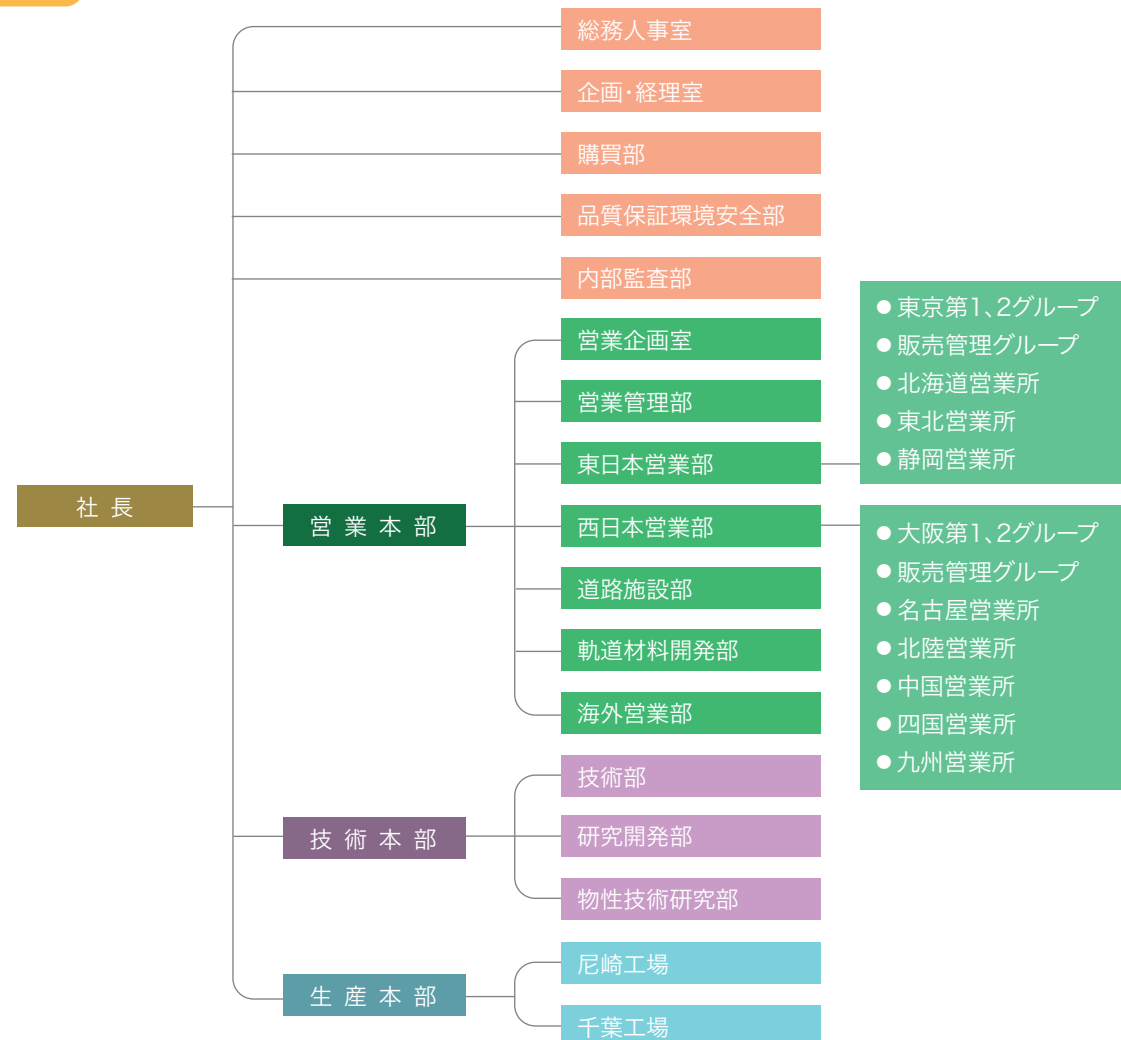 総務人事室
企画・経理室
購買部
品質保証環境安全部
内部監査部
営業企画室
営業管理部
東日本営業部
● 東京第1、2グループ
● 販売管理グループ
● 北海道営業所
● 東北営業所
● 静岡営業所
社長
営業本部
西日本営業部
● 大阪第1、2グループ
● 販売管理グループ
● 名古屋営業所
● 北陸営業所
● 中国営業所
● 四国営業所
● 九州営業所
道路施設部
軌道材料開発部
海外営業部
技術本部
技術部
研究開発部
物性技術研究部
生産本部
尼崎工場
千葉工場